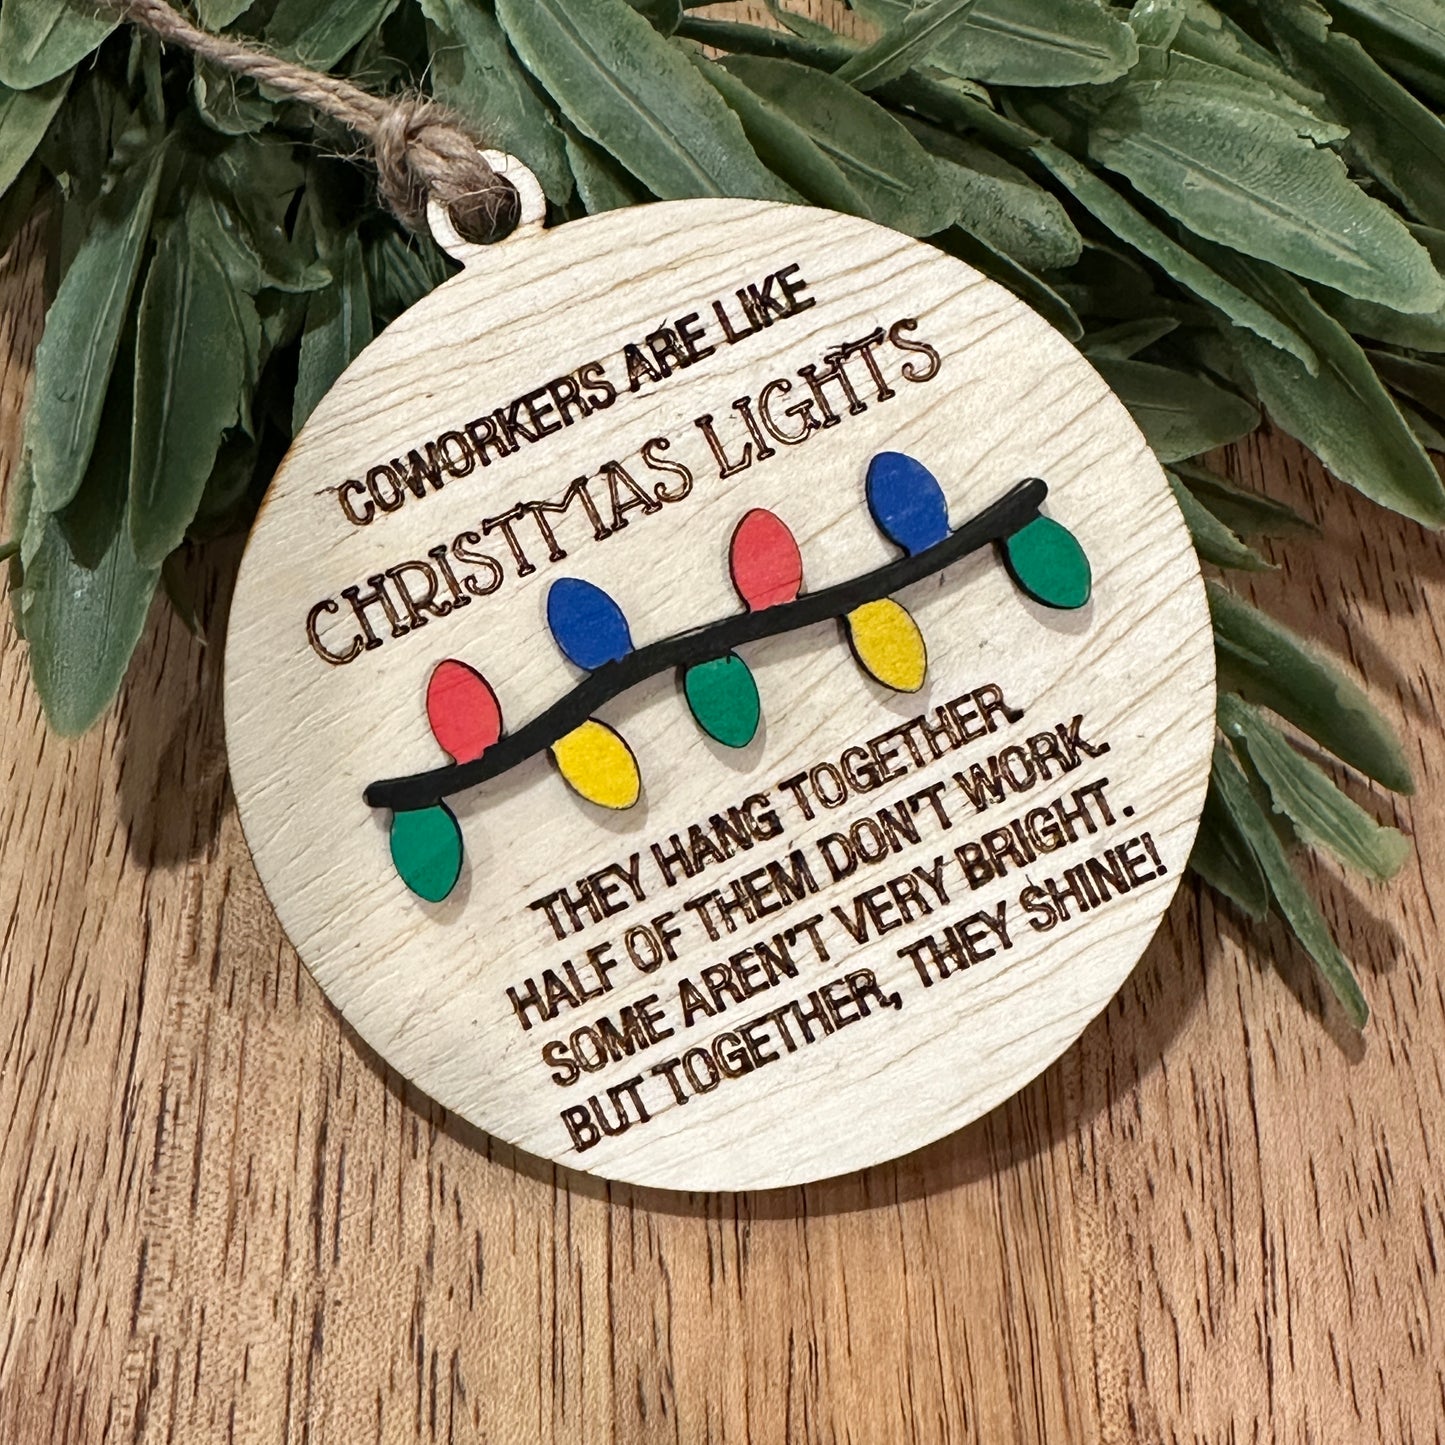 COWORKERS ARE LIKE
CHRISTMAS LIGHTS
THEY HANG TOGETHER.
HALF OF THEM DON'T WORK.
SOME AREN'T VERY BRIGHT.
BUT TOGETHER, THEY SHINE!